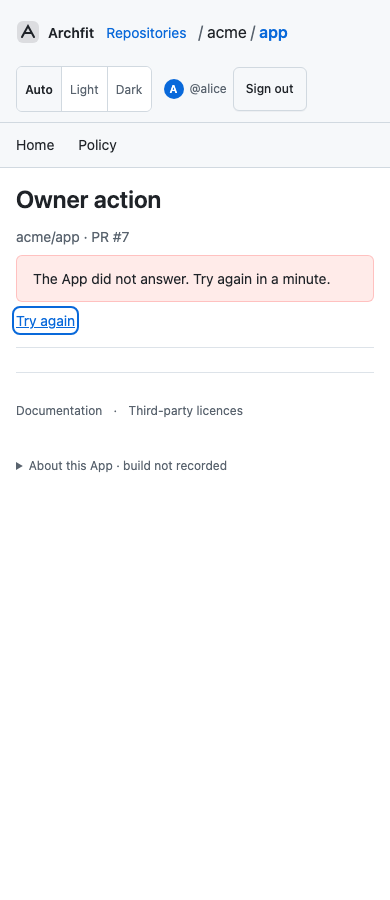 Archfit Repositories / acme / app
Auto Light Dark A @alice Sign out
Home Policy
Owner action
acme/app · PR #7
The App did not answer. Try again in a minute.
Try again
Documentation · Third-party licences
About this App · build not recorded